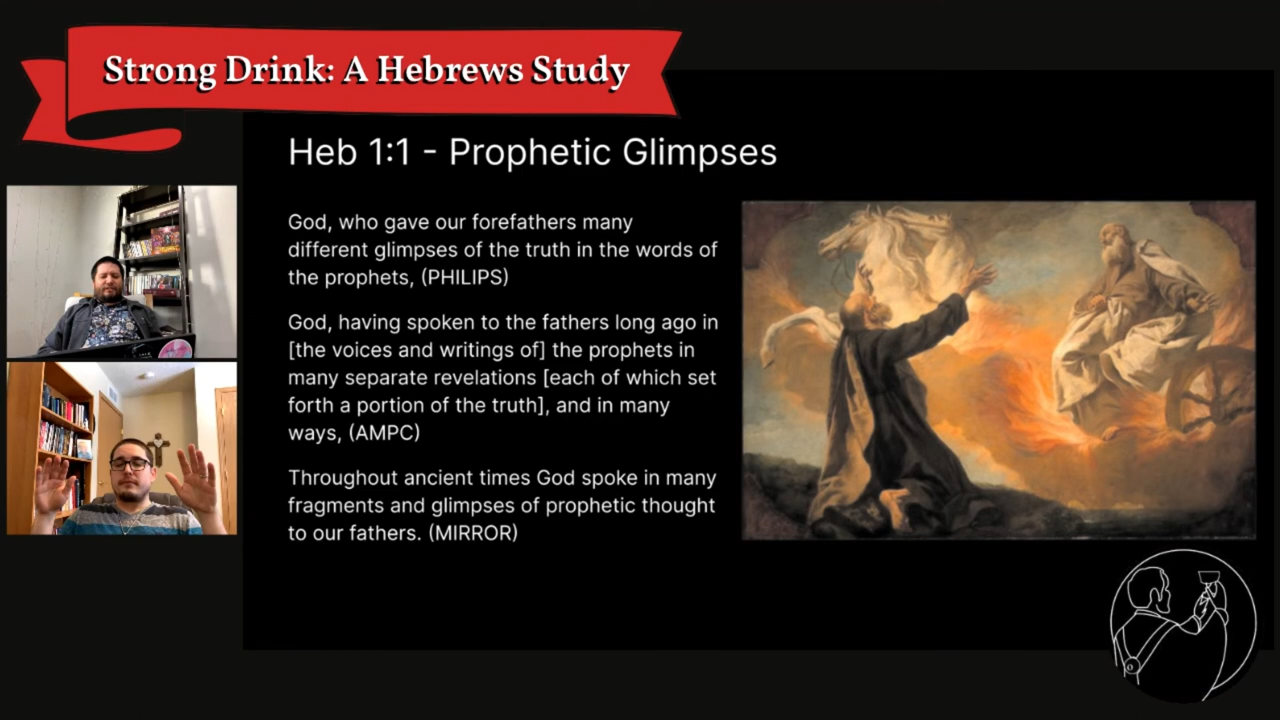 Strong Drink: A Hebrews Study
Heb 1:1 - Prophetic Glimpses
God, who gave our forefathers many
different glimpses of the truth in the words of
the prophets, (PHILIPS)
God, having spoken to the fathers long ago in
[the voices and writings of] the prophets in
many separate revelations [each of which set
forth a portion of the truth], and in many
ways, (AMPC)
Throughout ancient times God spoke in many
fragments and glimpses of prophetic thought
to our fathers. (MIRROR)